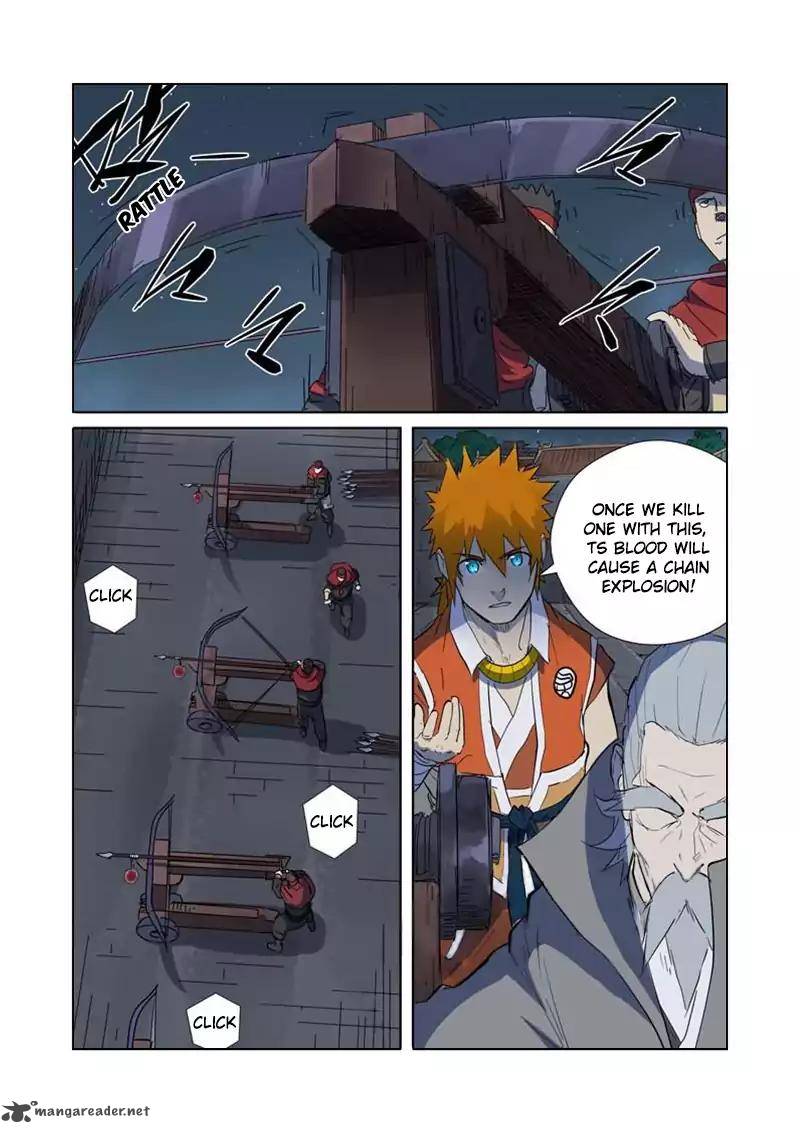 RATTLE
CLICK
CLICK
CLICK
ONCE WE KILL
ONE WITH THIS,
TS BLOOD WILL
CAUSE A CHAIN
EXPLOSION!
mangareader.net